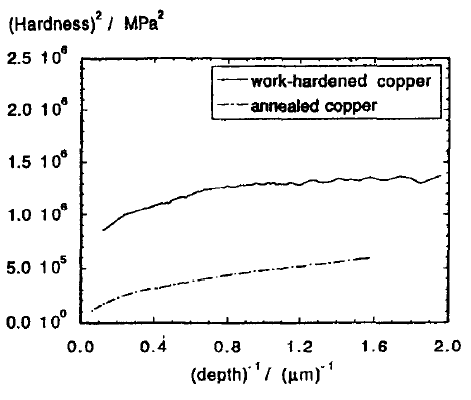 (Hardness)² / MPa²
2.5 10⁶
work-hardened copper
2.0 10⁶
annealed copper
1.5 10⁶
1.0 10⁶
5.0 10⁵
0.0 10⁰
0.0 0.4 0.8 1.2 1.6 2.0
(depth)⁻¹ / (μm)⁻¹